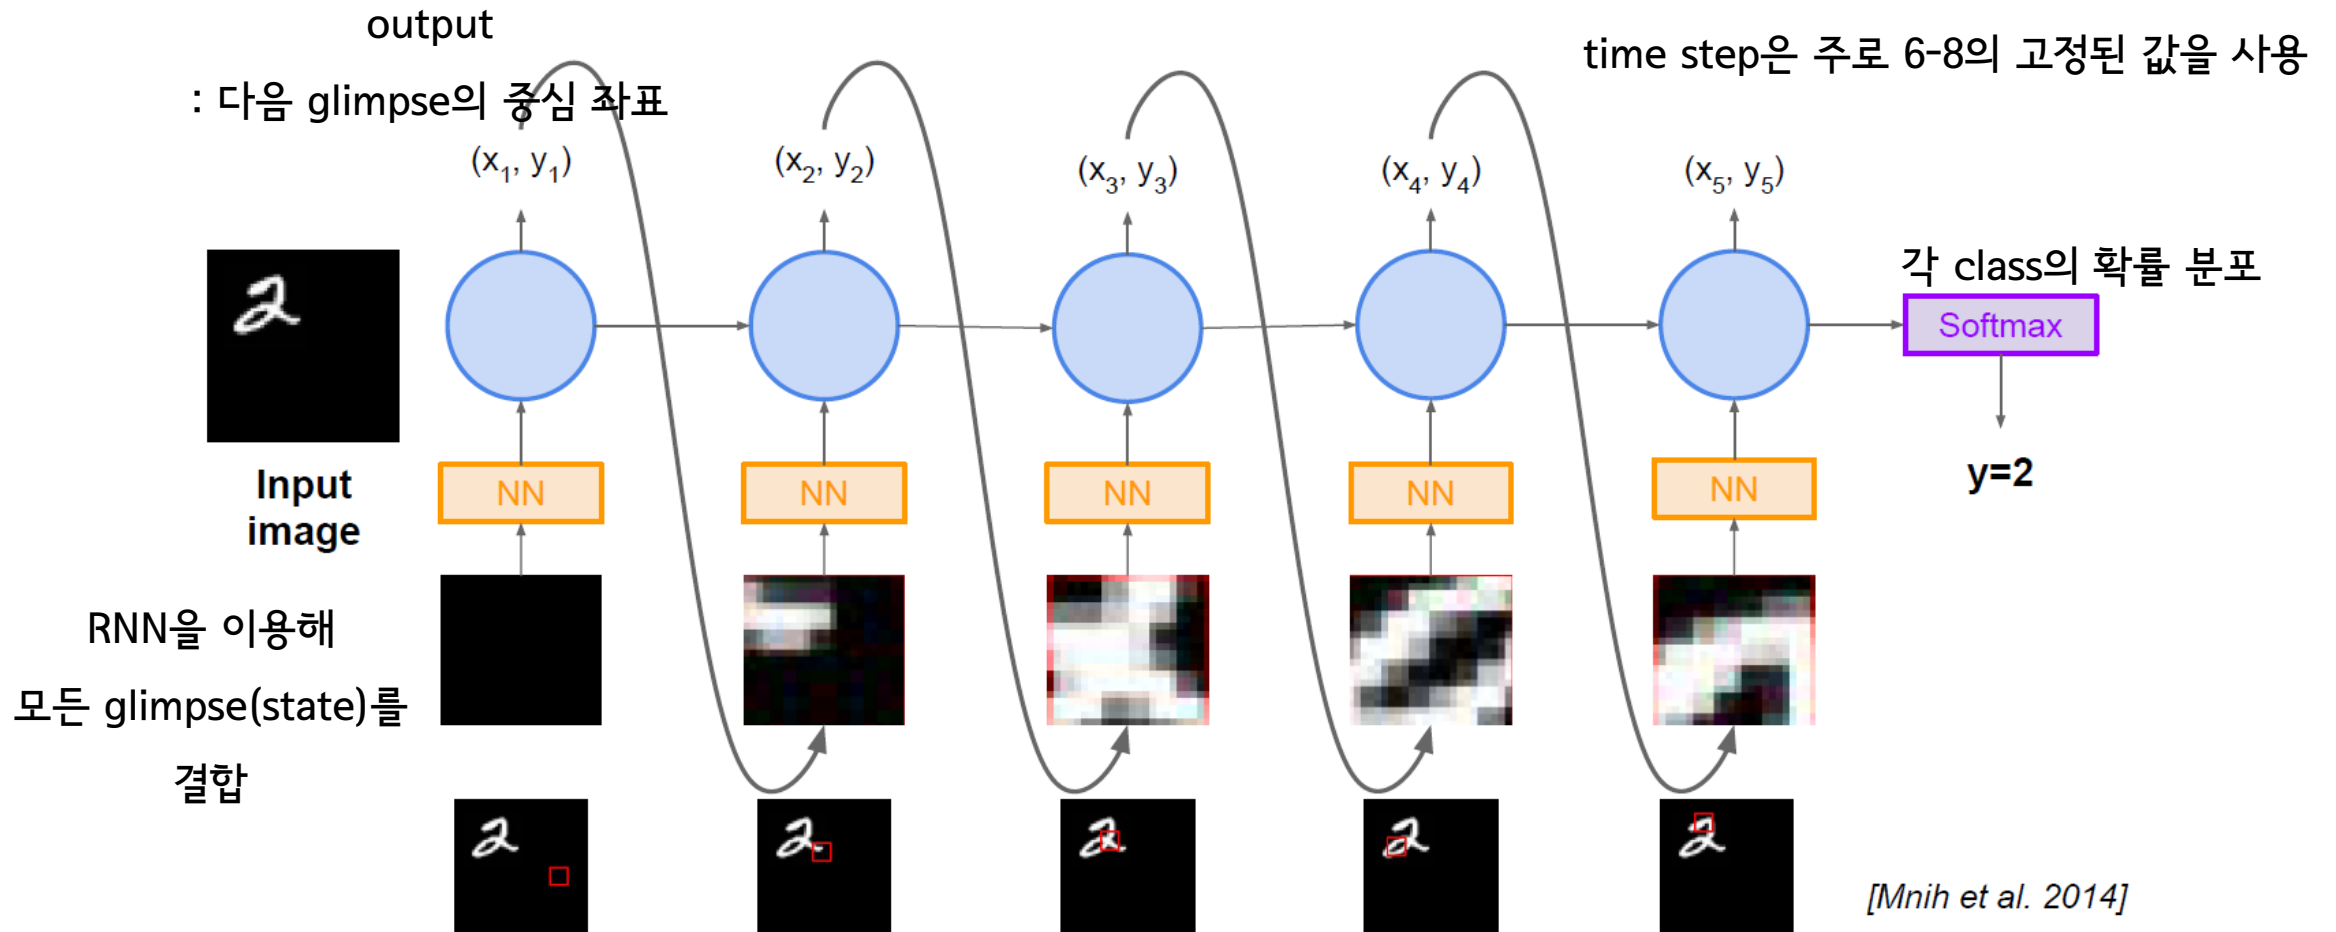 output
: 다음 glimpse의 중심 좌표
time step은 주로 6-8의 고정된 값을 사용
(x₁, y₁)
(x₂, y₂)
(x₃, y₃)
(x₄, y₄)
(x₅, y₅)
각 class의 확률 분포
Softmax
y=2
Input
image
NN
NN
NN
NN
NN
RNN을 이용해
모든 glimpse(state)를
결합
[Mnih et al. 2014]